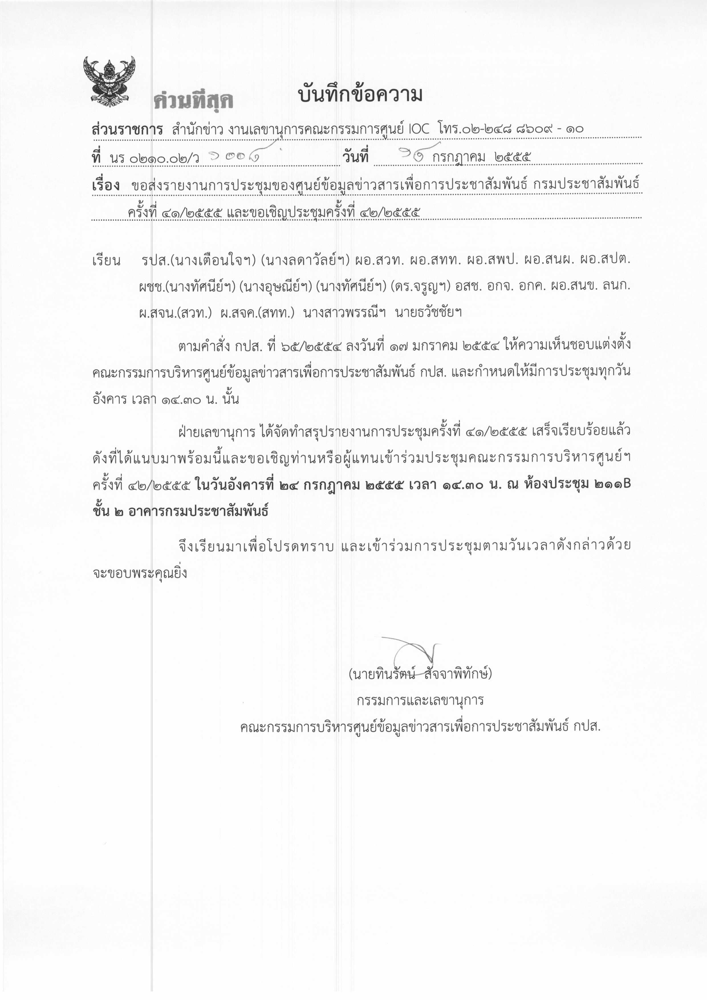 ด่วนที่สุด
บันทึกข้อความ
ส่วนราชการ สำนักข่าว งานเลขานุการคณะกรรมการศูนย์ IOC โทร.๐๒-๒๔๘ ๘๖๐๙ - ๑๐
ที่ นร ๐๒๑๐.๐๒/ว วันที่ กรกฎาคม ๒๕๕๕
เรื่อง ขอส่งรายงานการประชุมของศูนย์ข้อมูลข่าวสารเพื่อการประชาสัมพันธ์ กรมประชาสัมพันธ์
ครั้งที่ ๔๑/๒๕๕๕ และขอเชิญประชุมครั้งที่ ๔๒/๒๕๕๕
เรียน รปส.(นางเตือนใจฯ) (นางลดาวัลย์ฯ) ผอ.สวท. ผอ.สทท. ผอ.สพป. ผอ.สนผ. ผอ.สปต.
ผชช.(นางทัศนีย์ฯ) (นางอุษณีย์ฯ) (นางทัศนีย์ฯ) (ดร.จรูญฯ) อสช. อกจ. อกค. ผอ.สนข. ลนก.
ผ.สจน.(สวท.) ผ.สจค.(สทท.) นางสาวพรรณีฯ นายธวัชชัยฯ
ตามคำสั่ง กปส. ที่ ๖๕/๒๕๕๔ ลงวันที่ ๑๗ มกราคม ๒๕๕๔ ให้ความเห็นชอบแต่งตั้ง
คณะกรรมการบริหารศูนย์ข้อมูลข่าวสารเพื่อการประชาสัมพันธ์ กปส. และกำหนดให้มีการประชุมทุกวัน
อังคาร เวลา ๑๔.๓๐ น. นั้น
ฝ่ายเลขานุการ ได้จัดทำสรุปรายงานการประชุมครั้งที่ ๔๑/๒๕๕๕ เสร็จเรียบร้อยแล้ว
ดังที่ได้แนบมาพร้อมนี้และขอเชิญท่านหรือผู้แทนเข้าร่วมประชุมคณะกรรมการบริหารศูนย์ฯ
ครั้งที่ ๔๒/๒๕๕๕ ในวันอังคารที่ ๒๔ กรกฎาคม ๒๕๕๕ เวลา ๑๔.๓๐ น. ณ ห้องประชุม ๒๑๑B
ชั้น ๒ อาคารกรมประชาสัมพันธ์
จึงเรียนมาเพื่อโปรดทราบ และเข้าร่วมการประชุมตามวันเวลาดังกล่าวด้วย
จะขอบพระคุณยิ่ง
(นายทินรัตน์ สัจจาพิทักษ์)
กรรมการและเลขานุการ
คณะกรรมการบริหารศูนย์ข้อมูลข่าวสารเพื่อการประชาสัมพันธ์ กปส.